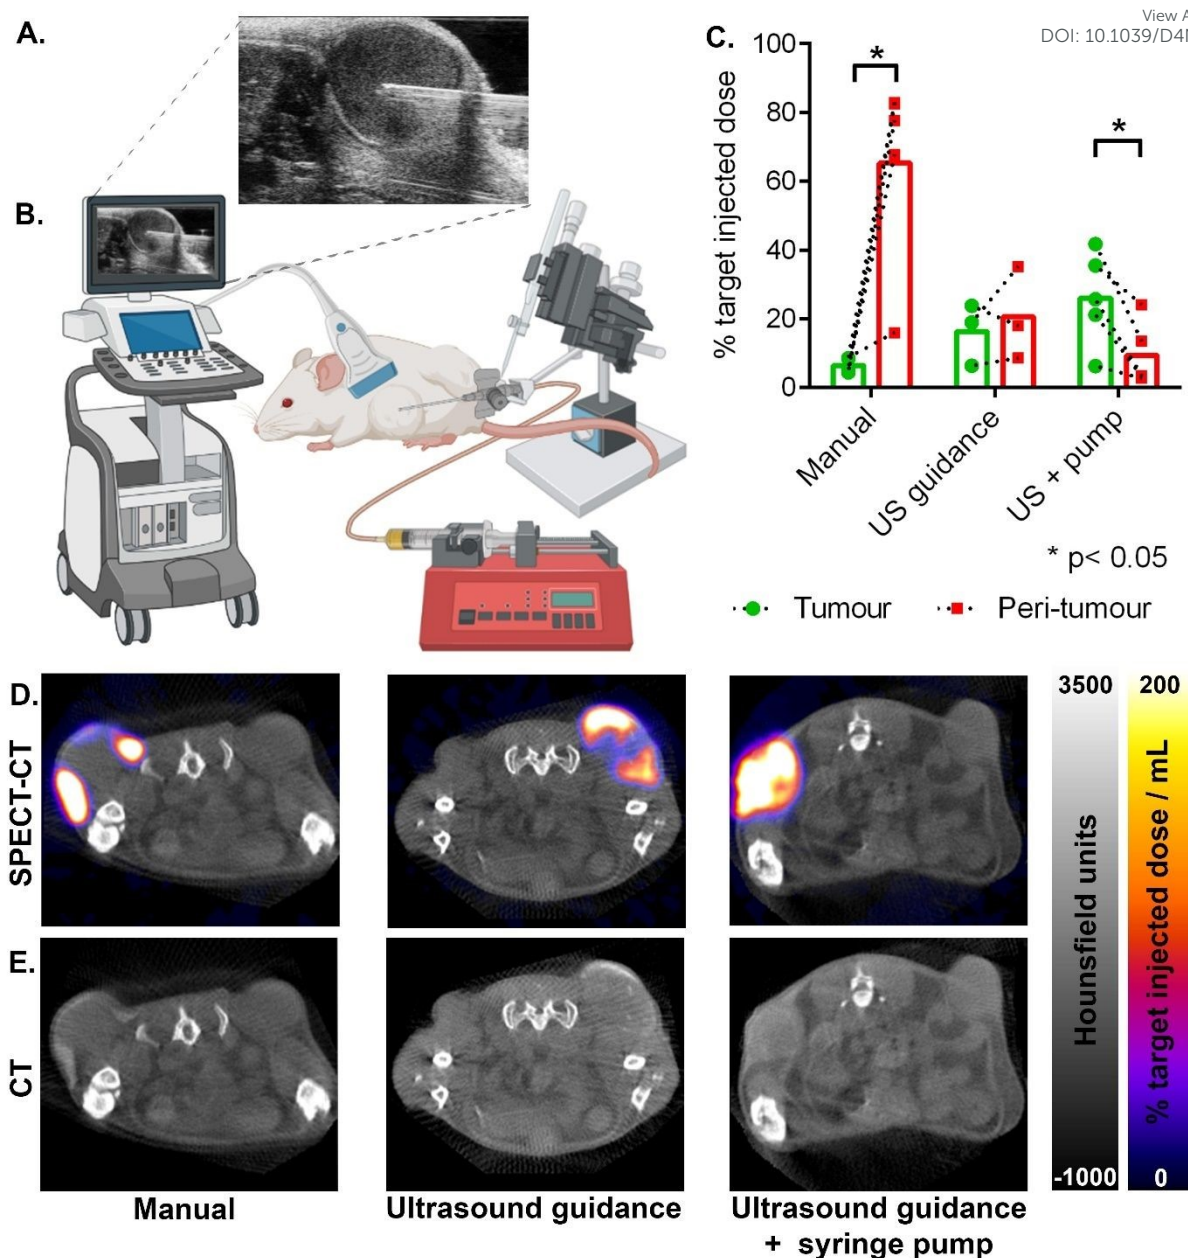 A.
B.
C.
View A
DOI: 10.1039/D4N
% target injected dose
100
80
60
40
20
0
*
*
Manual
US guidance
US + pump
* p< 0.05
Tumour
Peri-tumour
D.
SPECT-CT
E.
CT
Manual
Ultrasound guidance
Ultrasound guidance
+ syringe pump
3500
Hounsfield units
-1000
200
% target injected dose / mL
0